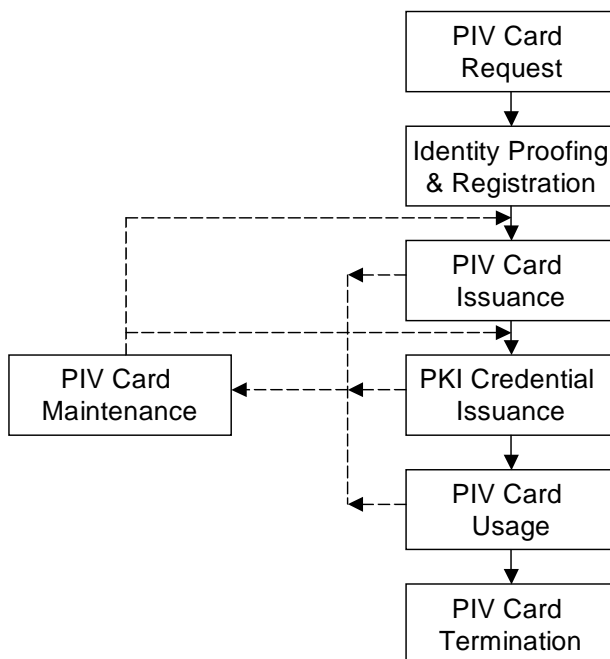 PIV Card
Request
Identity Proofing
& Registration
PIV Card
Issuance
PIV Card
Maintenance
PKI Credential
Issuance
PIV Card
Usage
PIV Card
Termination